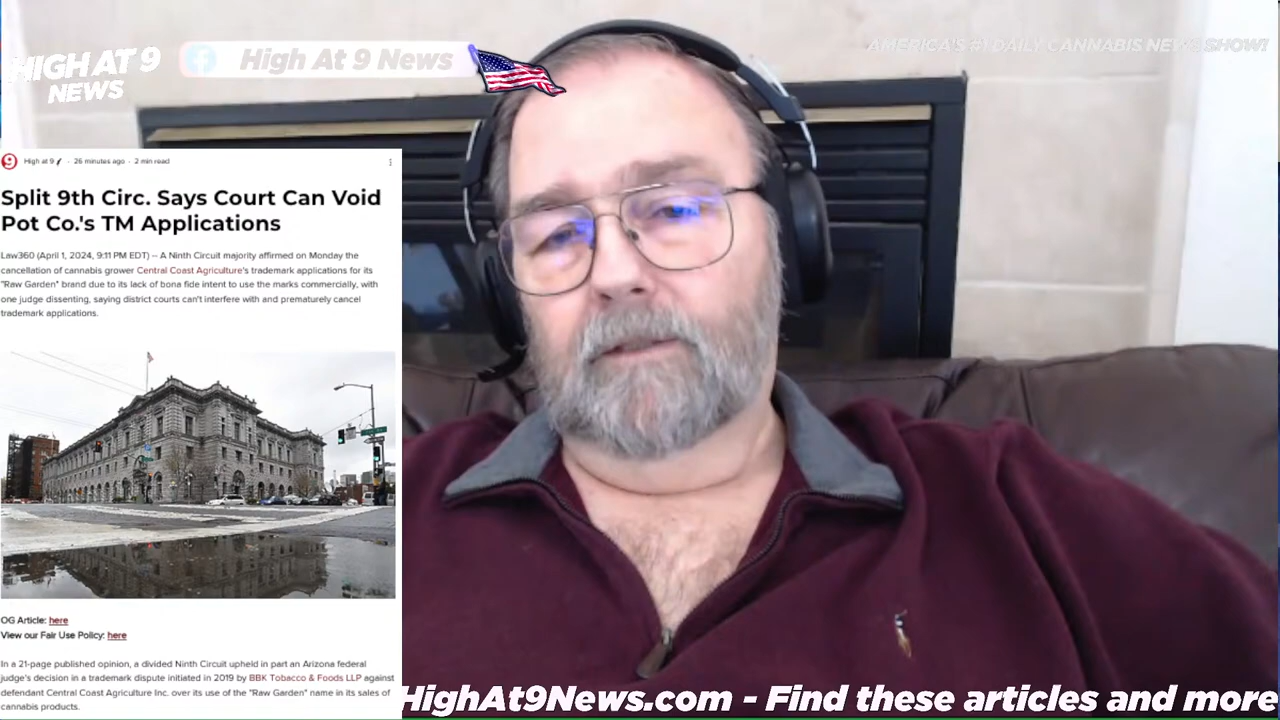 HIGH AT 9
NEWS
High At 9 News
AMERICA'S #1 DAILY CANNABIS NEWS SHOW!
9 High at 9 · 26 minutes ago · 2 min read
Split 9th Circ. Says Court Can Void
Pot Co.'s TM Applications
Law360 (April 1, 2024, 9:11 PM EDT) – A Ninth Circuit majority affirmed on Monday the
cancellation of cannabis grower Central Coast Agriculture's trademark applications for its
"Raw Garden" brand due to its lack of bona fide intent to use the marks commercially, with
one judge dissenting, saying district courts can't interfere with and prematurely cancel
trademark applications.
OG Article: here
View our Fair Use Policy: here
In a 21-page published opinion, a divided Ninth Circuit upheld in part an Arizona federal
judge's decision in a trademark dispute initiated in 2019 by BBK Tobacco & Foods LLP against
defendant Central Coast Agriculture Inc. over its use of the "Raw Garden" name in its sales of
cannabis products.
HighAt9News.com - Find these articles and more